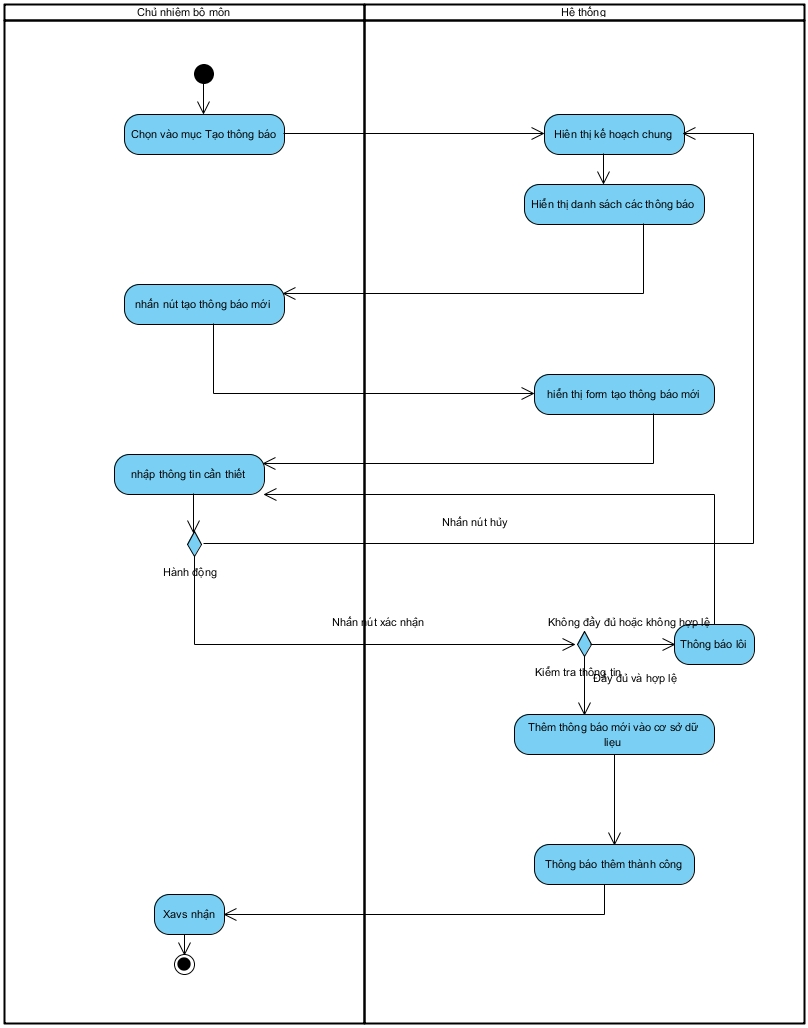 Chủ nhiệm bộ môn
Hệ thống
Chọn vào mục Tạo thông báo
Hiển thị kế hoạch chung
Hiển thị danh sách các thông báo
nhấn nút tạo thông báo mới
hiển thị form tạo thông báo mới
nhập thông tin cần thiết
Nhấn nút hủy
Hành động
Nhấn nút xác nhận
Không đầy đủ hoặc không hợp lệ
Thông báo lỗi
Kiểm tra thông tin
Đầy đủ và hợp lệ
Thêm thông báo mới vào cơ sở dữ
liệu
Thông báo thêm thành công
Xavs nhận